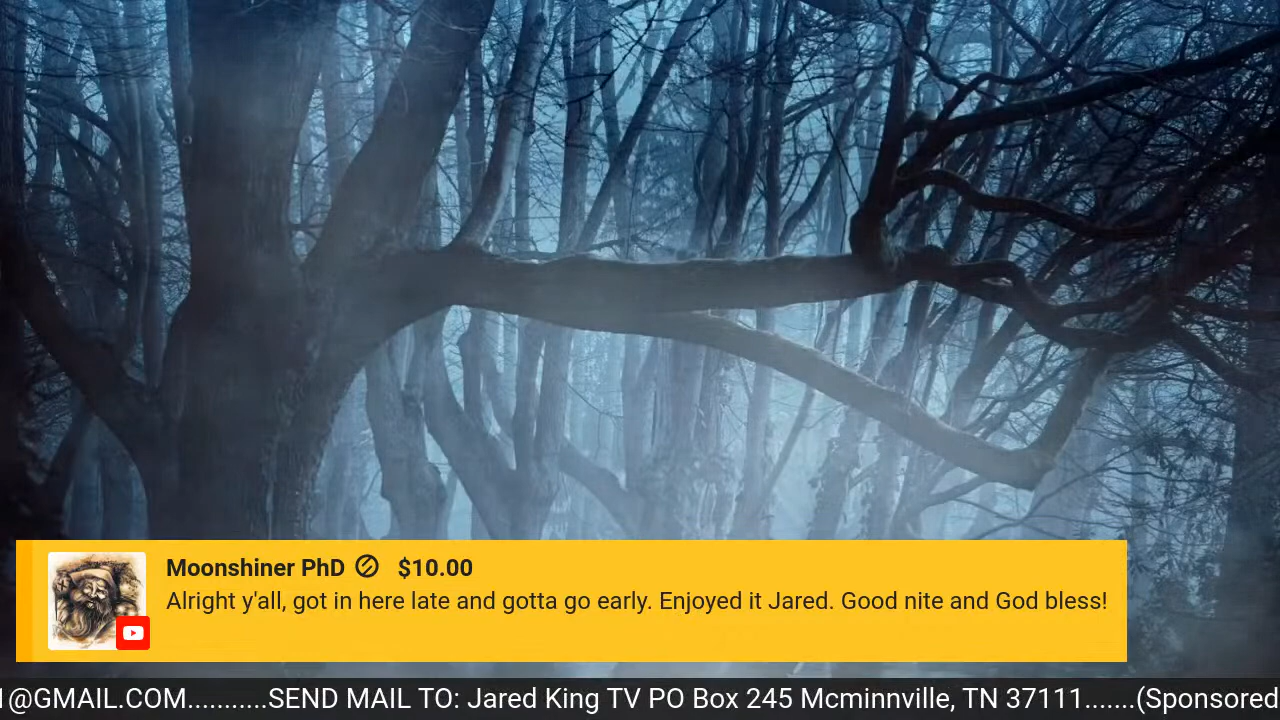 Moonshiner PhD $10.00
Alright y'all, got in here late and gotta go early. Enjoyed it Jared. Good nite and God bless!
@GMAIL.COM...........SEND MAIL TO: Jared King TV PO Box 245 Mcminnville, TN 37111.......(Sponsored